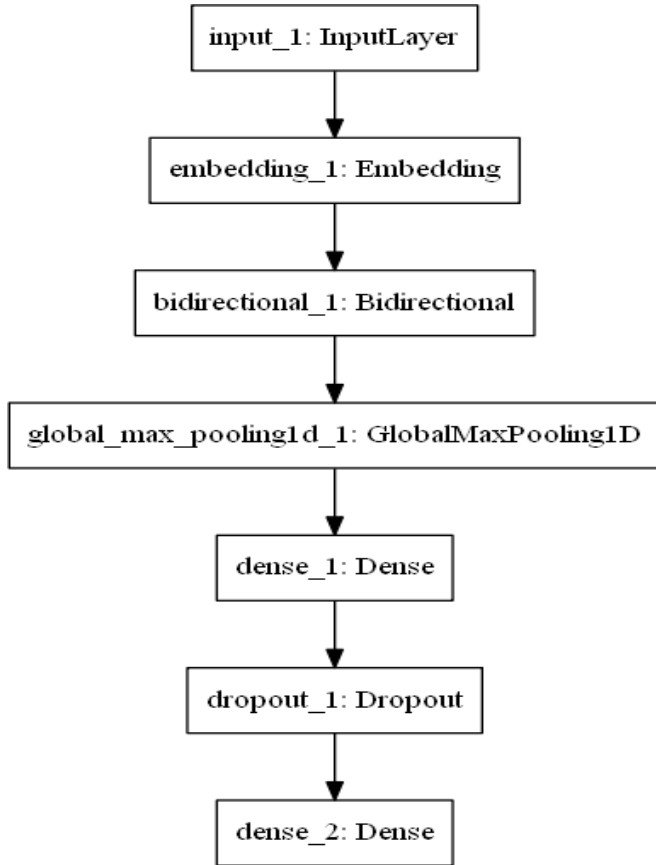 input_1: InputLayer
embedding_1: Embedding
bidirectional_1: Bidirectional
global_max_pooling1d_1: GlobalMaxPooling1D
dense_1: Dense
dropout_1: Dropout
dense_2: Dense